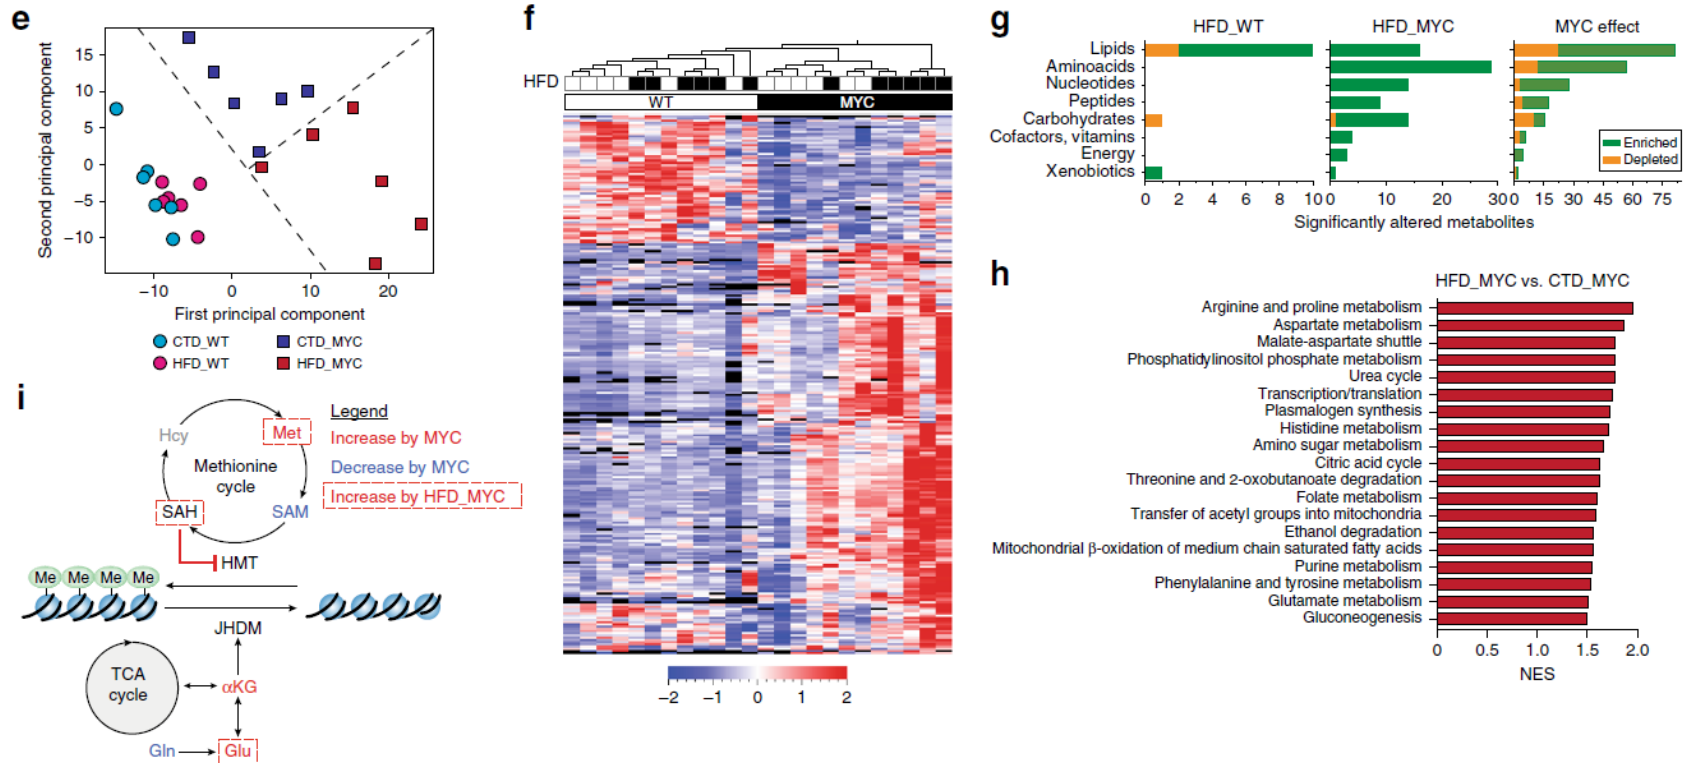 e
Second principal component
15
10
5
0
−5
−10
−10 0 10 20
First principal component
CTD_WT CTD_MYC
HFD_WT HFD_MYC
f
HFD
WT MYC
−2 −1 0 1 2
g
HFD_WT HFD_MYC MYC effect
Lipids
Aminoacids
Nucleotides
Peptides
Carbohydrates
Cofactors, vitamins
Energy
Xenobiotics
Enriched
Depleted
0 2 4 6 8 10 0 10 20 30 0 15 30 45 60 75
Significantly altered metabolites
h
HFD_MYC vs. CTD_MYC
Arginine and proline metabolism
Aspartate metabolism
Malate-aspartate shuttle
Phosphatidylinositol phosphate metabolism
Urea cycle
Transcription/translation
Plasmalogen synthesis
Histidine metabolism
Amino sugar metabolism
Citric acid cycle
Threonine and 2-oxobutanoate degradation
Folate metabolism
Transfer of acetyl groups into mitochondria
Ethanol degradation
Mitochondrial β-oxidation of medium chain saturated fatty acids
Purine metabolism
Phenylalanine and tyrosine metabolism
Glutamate metabolism
Gluconeogenesis
0 0.5 1.0 1.5 2.0
NES
i
Hcy
Met
Methionine
cycle
SAH
SAM
HMT
Legend
Increase by MYC
Decrease by MYC
Increase by HFD_MYC
Me Me Me Me
JHDM
TCA
cycle
αKG
Gln
Glu